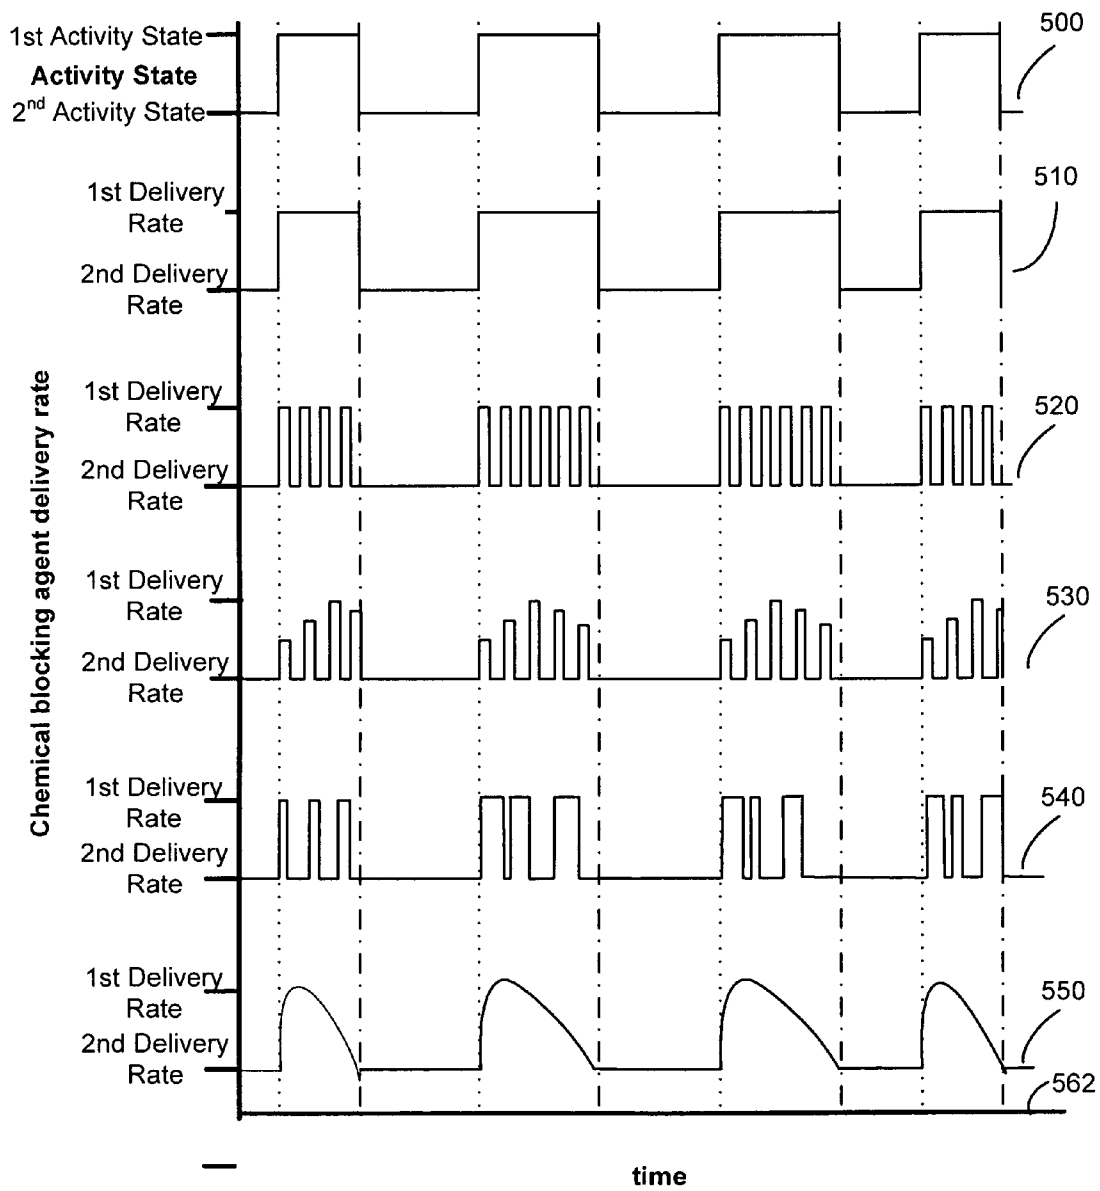 1st Activity State
Activity State
2nd Activity State
500
1st Delivery
Rate
2nd Delivery
Rate
510
Chemical blocking agent delivery rate
1st Delivery
Rate
2nd Delivery
Rate
520
1st Delivery
Rate
2nd Delivery
Rate
530
1st Delivery
Rate
2nd Delivery
Rate
540
1st Delivery
Rate
2nd Delivery
Rate
550
562
time